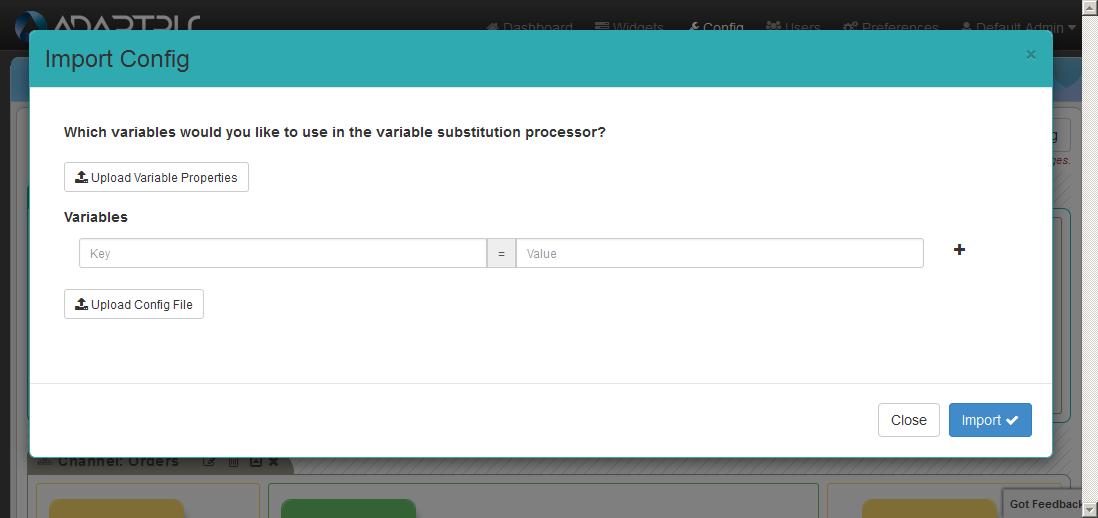 Dashboard Widgets Config Users Preferences Default Admin
Import Config
×
Which variables would you like to use in the variable substitution processor?
Upload Variable Properties
ges.
Variables
Key = Value
Upload Config File
Close Import
Channel: Orders
Got Feedback